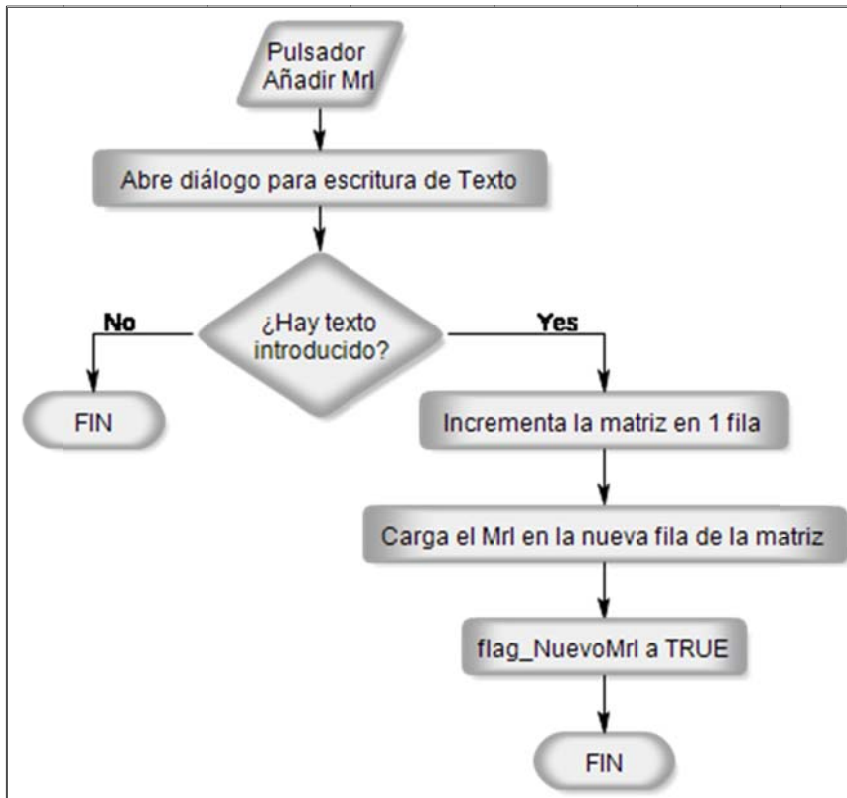 Pulsador
Añadir Mrl
Abre diálogo para escritura de Texto
¿Hay texto
introducido?
No
Yes
FIN
Incrementa la matriz en 1 fila
Carga el Mrl en la nueva fila de la matriz
flag_NuevoMrl a TRUE
FIN